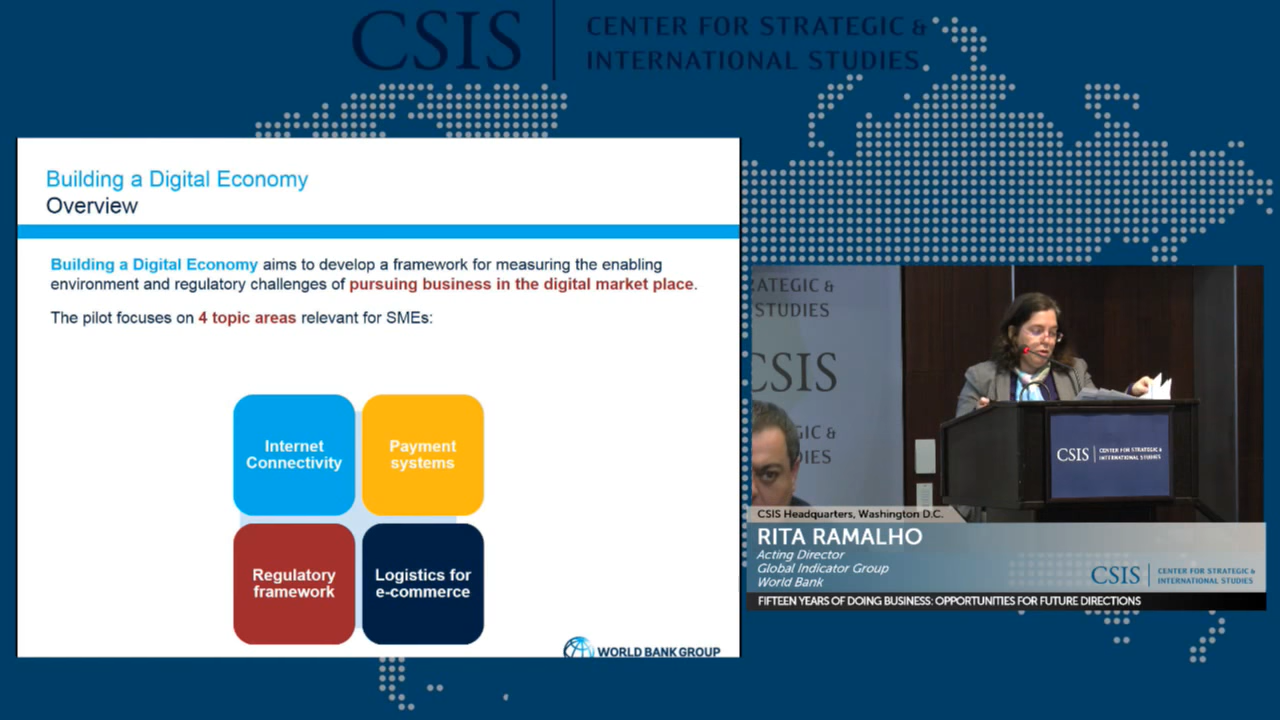 CSIS
CENTER FOR STRATEGIC &
INTERNATIONAL STUDIES
Building a Digital Economy
Overview
Building a Digital Economy aims to develop a framework for measuring the enabling
environment and regulatory challenges of pursuing business in the digital market place.
The pilot focuses on 4 topic areas relevant for SMEs:
Internet
Connectivity
Payment
systems
Regulatory
framework
Logistics for
e-commerce
WORLD BANK GROUP
ATEGIC &
STUDIES
CSIS
GIC &
DIES
CSIS
CENTER FOR STRATEGIC &
INTERNATIONAL STUDIES
CSIS Headquarters, Washington D.C.
RITA RAMALHO
Acting Director
Global Indicator Group
World Bank
CSIS
CENTER FOR STRATEGIC &
INTERNATIONAL STUDIES
FIFTEEN YEARS OF DOING BUSINESS: OPPORTUNITIES FOR FUTURE DIRECTIONS